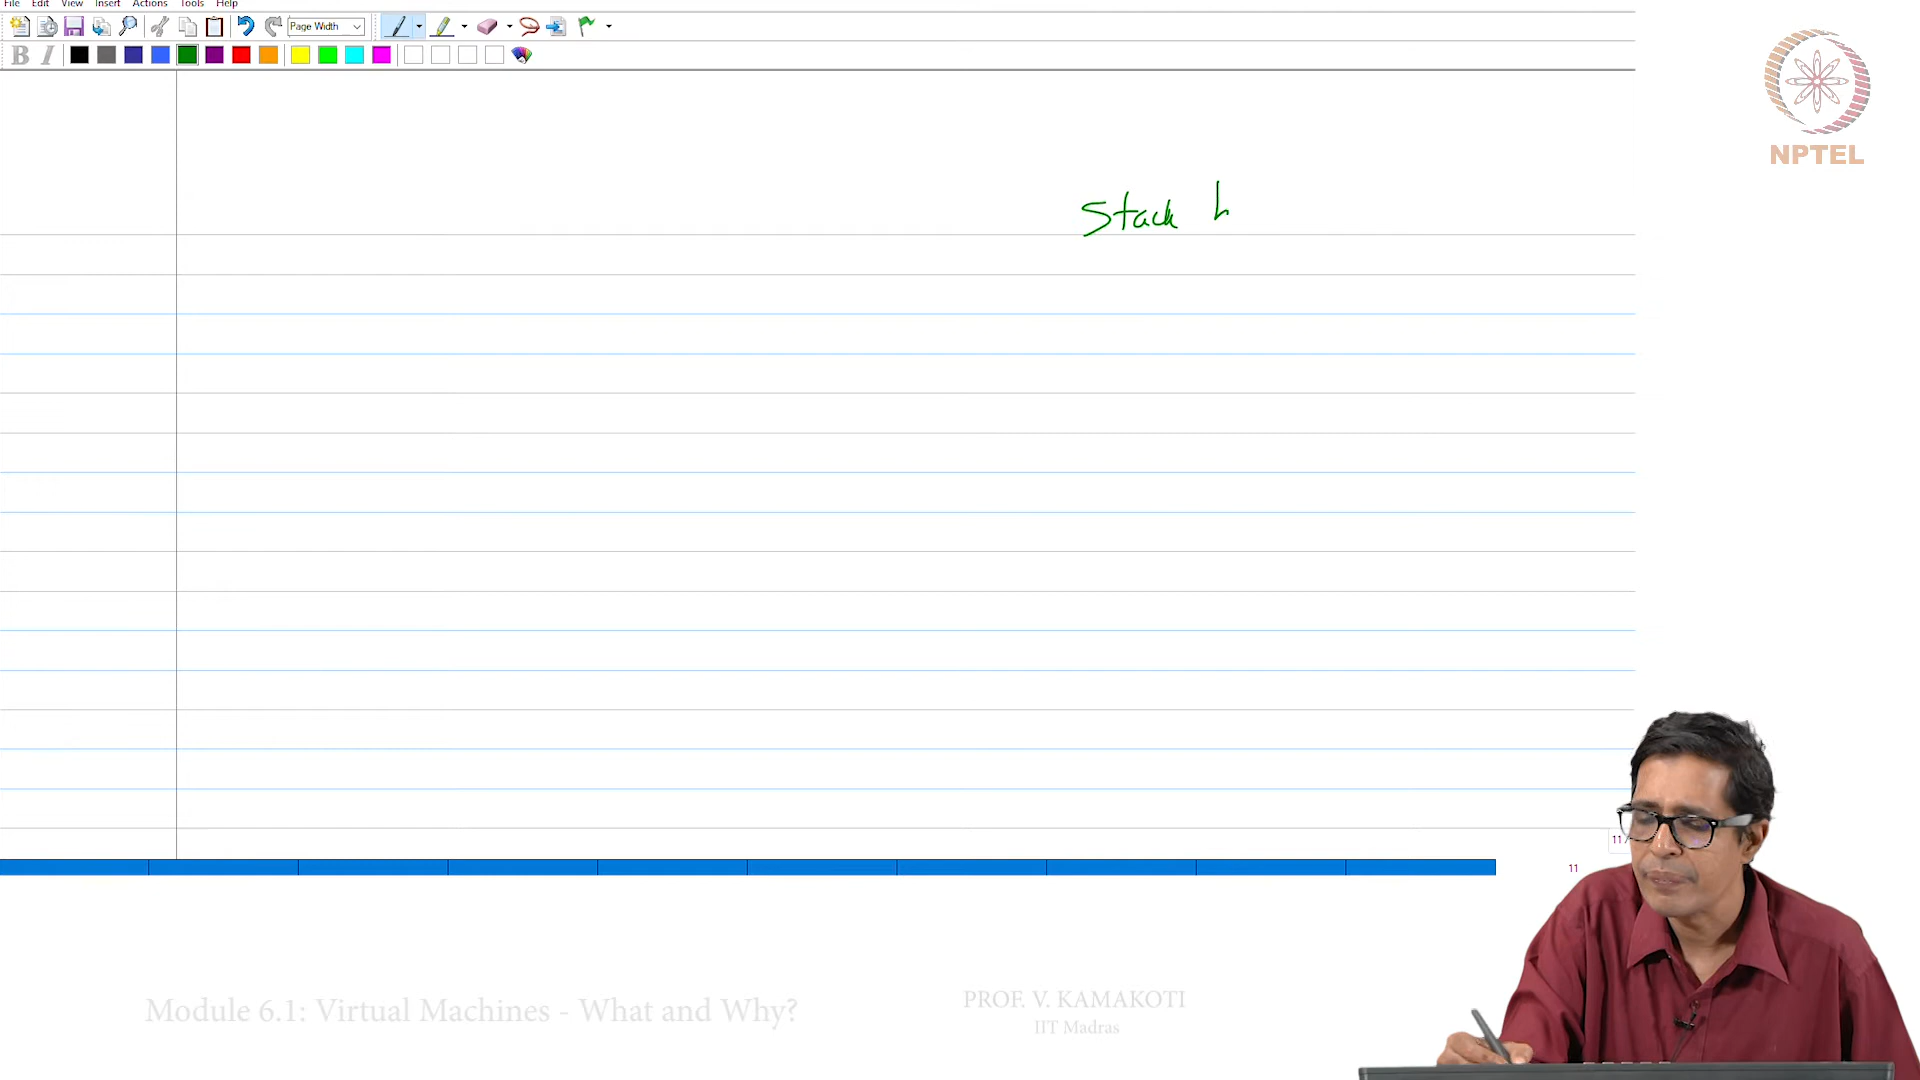 File Edit View Insert Actions Tools Help
Page Width
B I
NPTEL
Stack
11
11
Module 6.1: Virtual Machines - What and Why?
PROF. V. KAMAKOTI
IIT Madras